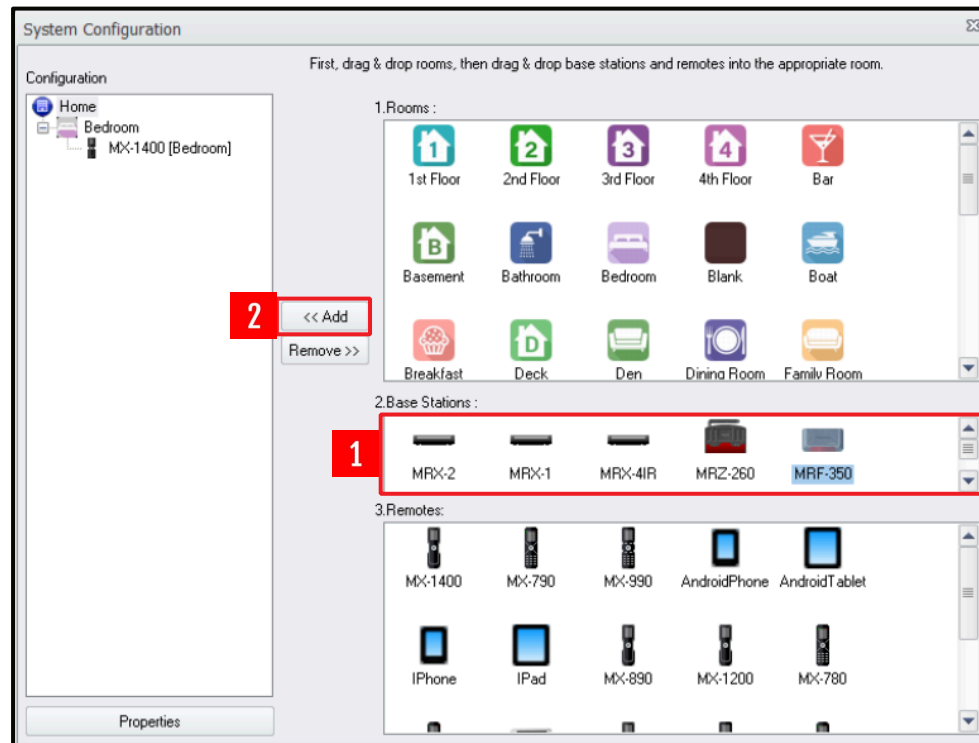 System Configuration
First, drag & drop rooms, then drag & drop base stations and remotes into the appropriate room.
Configuration
Home
Bedroom
MX-1400 [Bedroom]
1.Rooms :
1 2 3 4
1st Floor 2nd Floor 3rd Floor 4th Floor Bar
B
Basement Bathroom Bedroom Blank Boat
2 << Add
Remove >>
D
Breakfast Deck Den Dining Room Family Room
2.Base Stations :
1
MRX-2 MRX-1 MRX-4IR MRZ-260 MRF-350
3.Remotes:
MX-1400 MX-790 MX-990 AndroidPhone AndroidTablet
IPhone IPad MX-890 MX-1200 MX-780
Properties